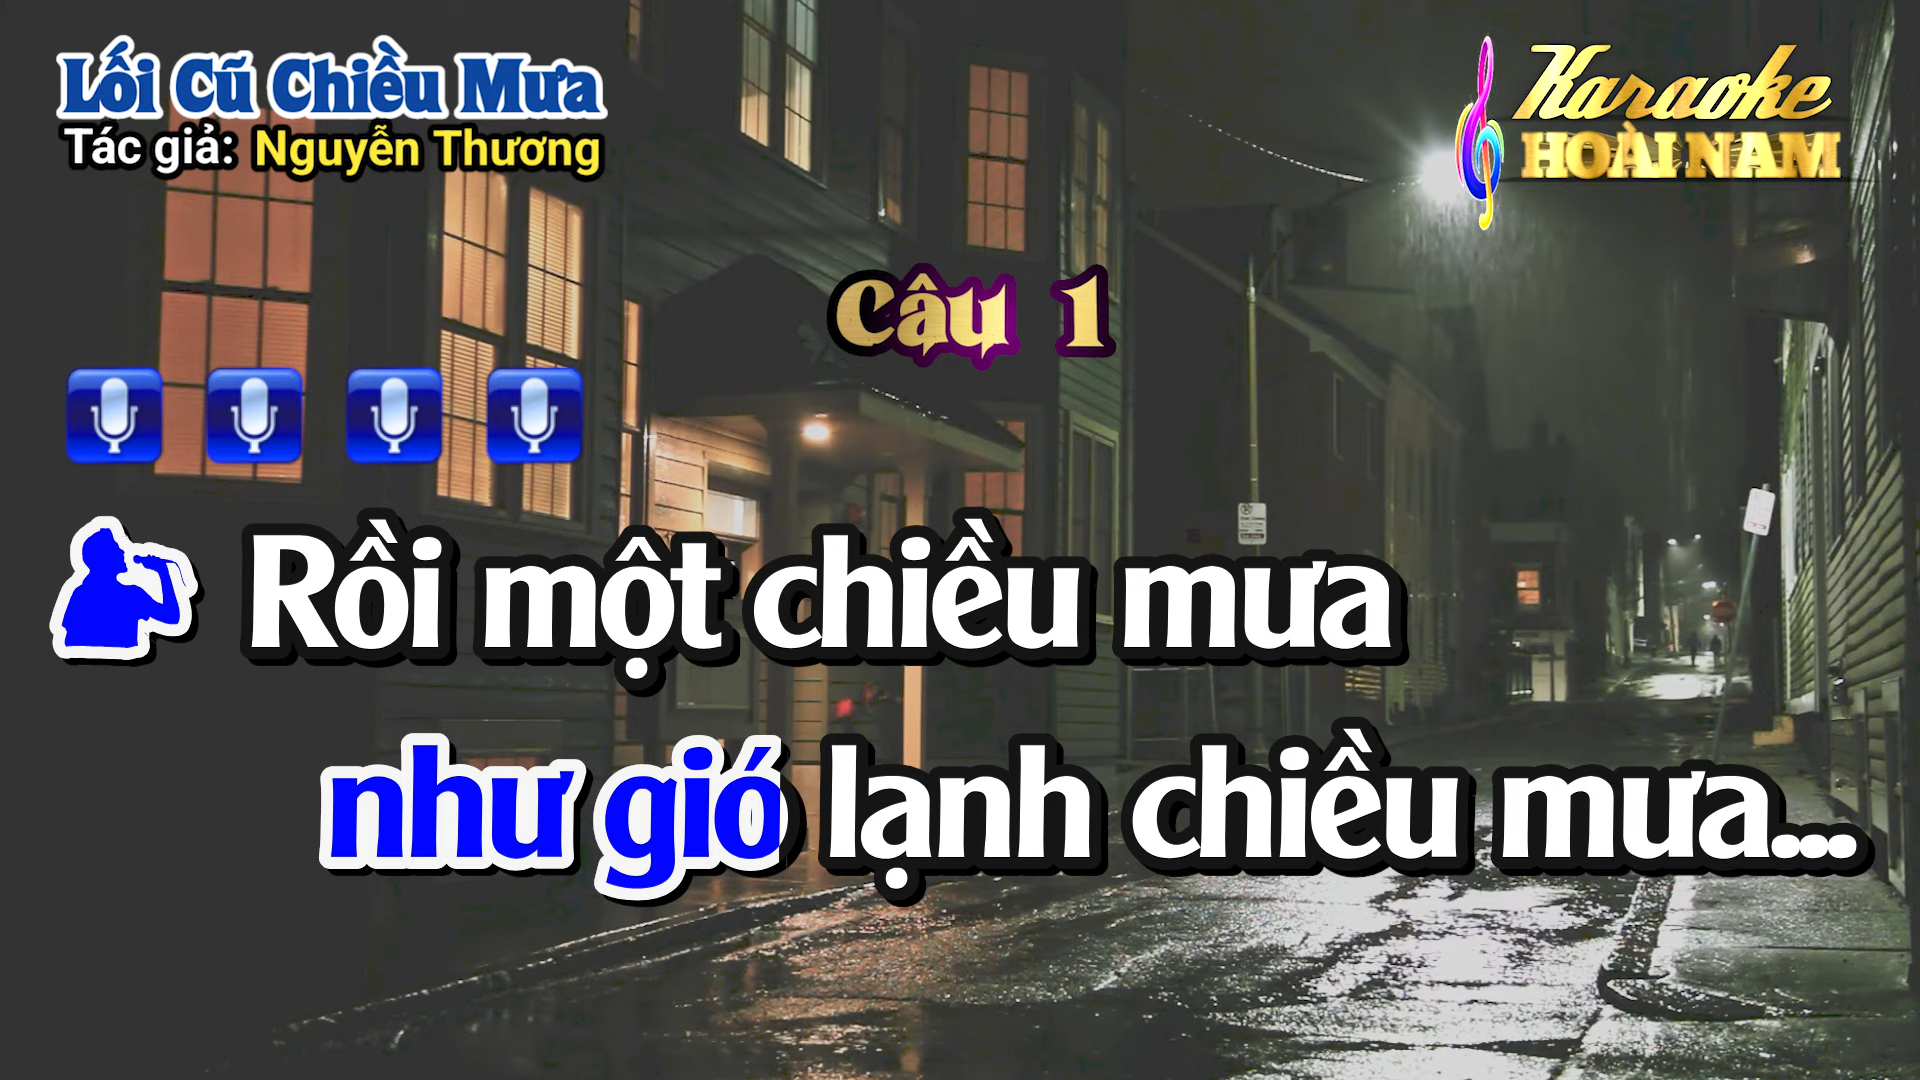 Lối Cũ Chiều Mưa
Tác giả: Nguyễn Thương
Karaoke
HOÀI NAM
Câu 1
Rồi một chiều mưa
như gió lạnh chiều mưa...